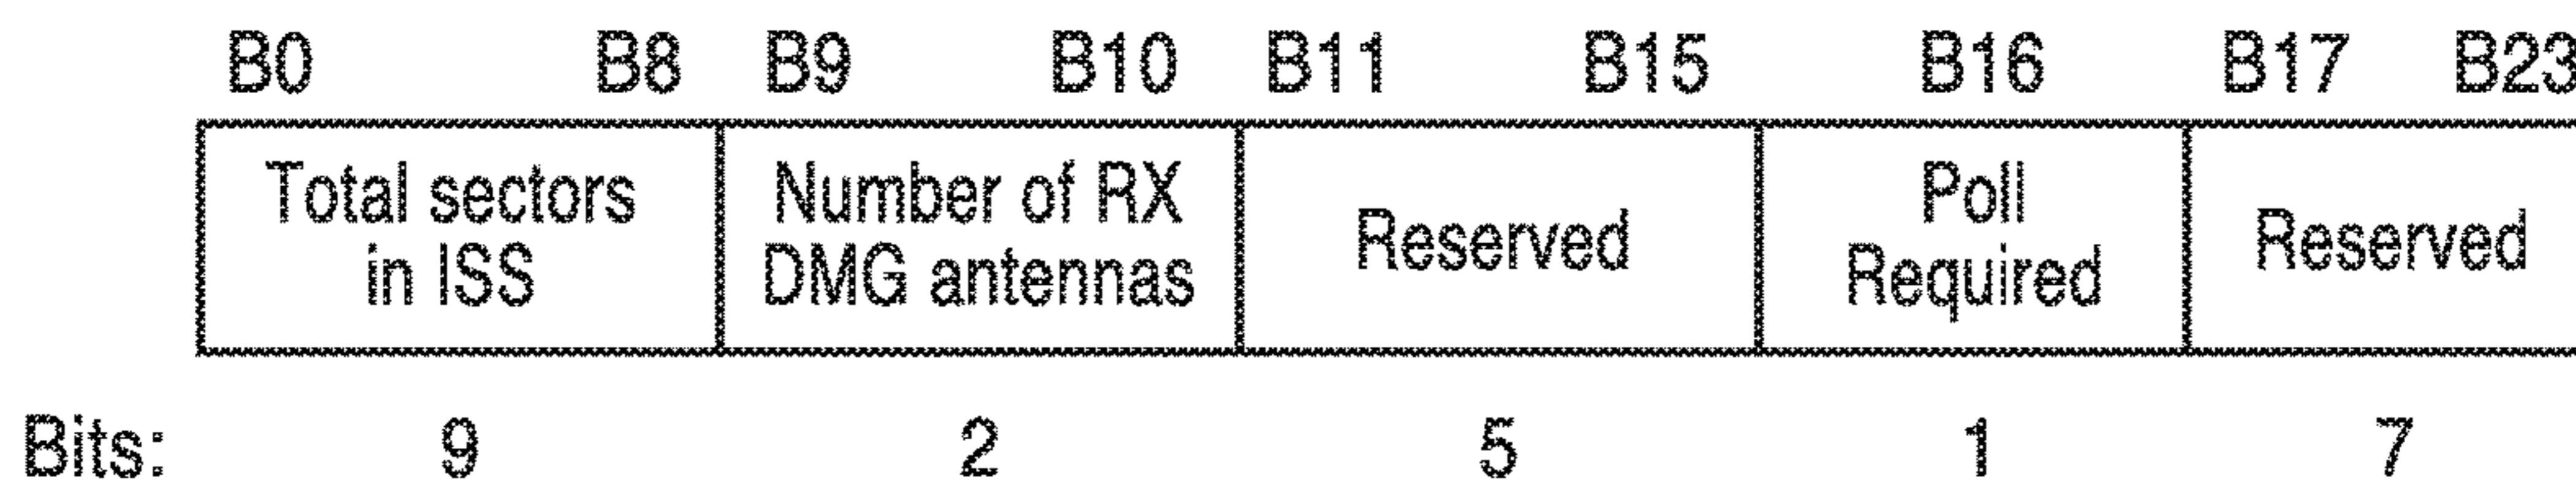 B0 B8 B9 B10 B11 B15 B16 B17 B23
Total sectors in ISS
Number of RX DMG antennas
Reserved
Poll Required
Reserved
Bits: 9 2 5 1 7